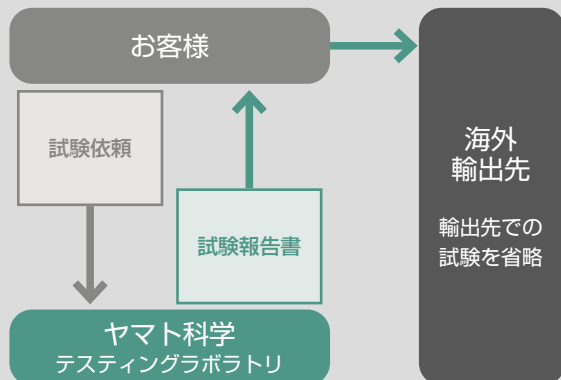 お客様
試験依頼
試験報告書
ヤマト科学
テスティングラボラトリ
海外
輸出先
輸出先での
試験を省略